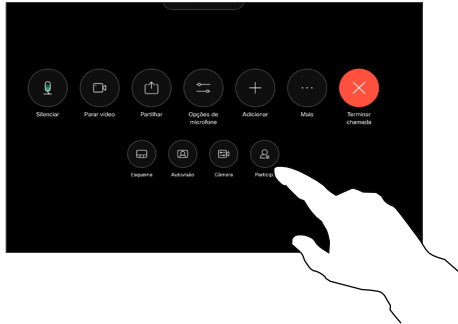 Silenciar
Parar vídeo
Partilhar
Opções de
microfone
Adicionar
Mais
Terminar
chamada
Esquema
Autovisão
Câmara
Particip